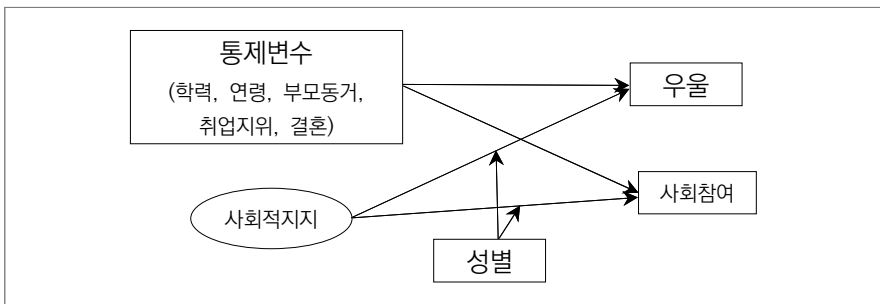 통제변수
(학력, 연령, 부모동거,
취업지위, 결혼)
우울
사회적지지
사회참여
성별